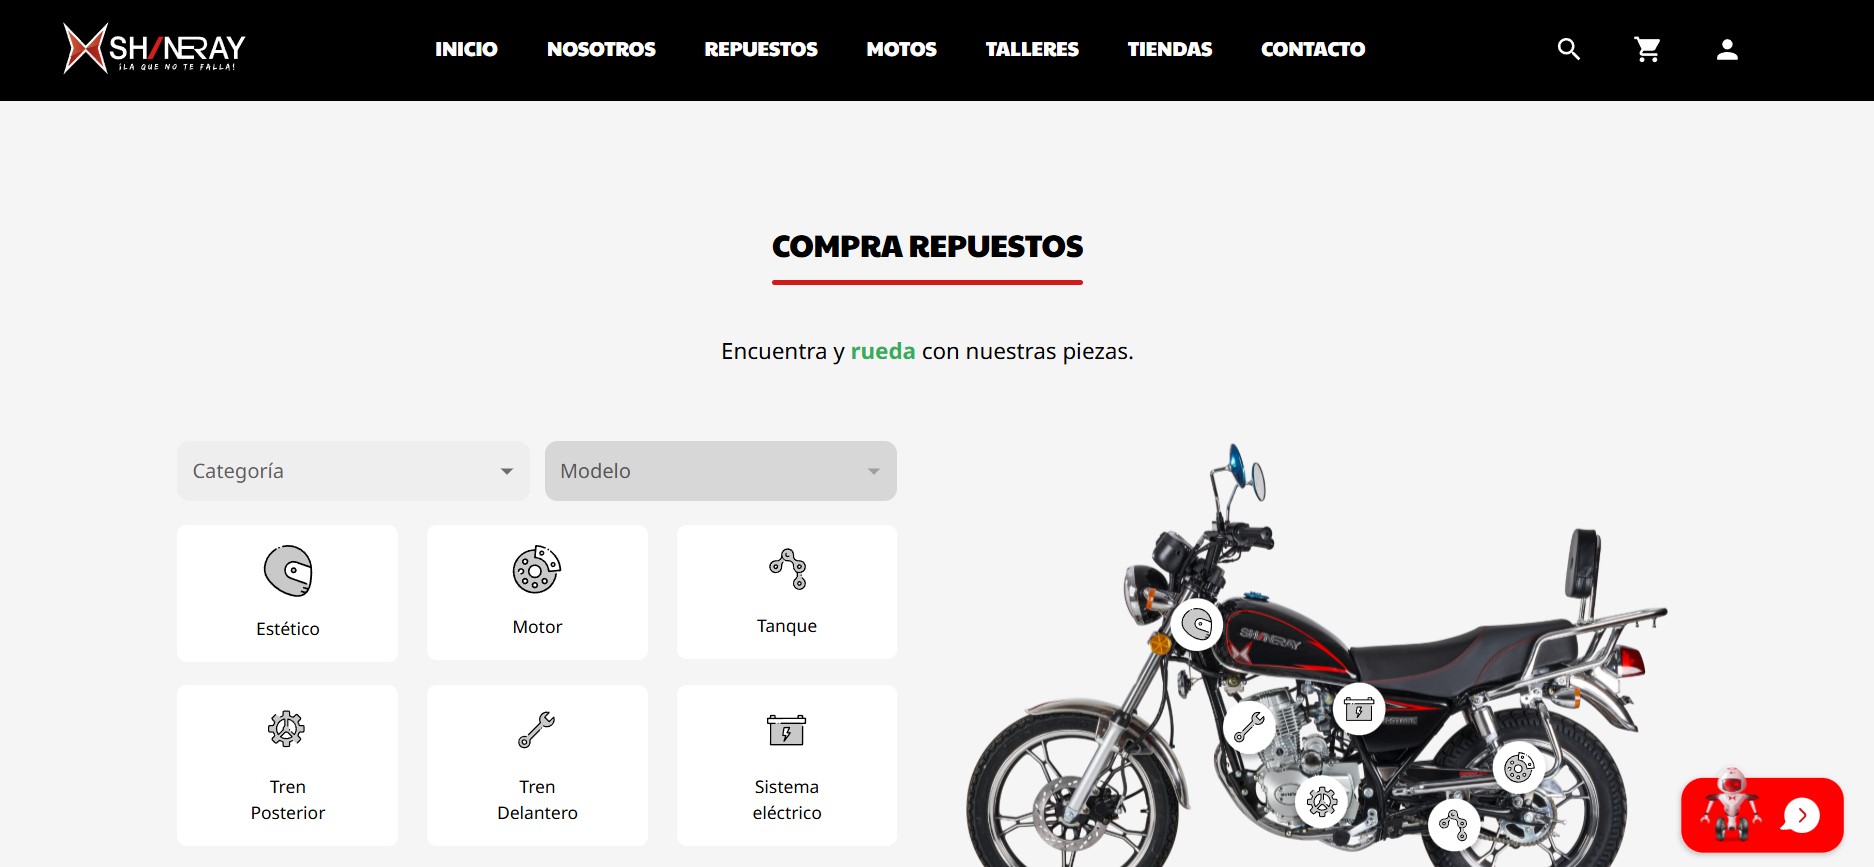 SHINERAY
¡LA QUE NO TE FALLA!
INICIO NOSOTROS REPUESTOS MOTOS TALLERES TIENDAS CONTACTO
COMPRA REPUESTOS
Encuentra y rueda con nuestras piezas.
Categoría
Modelo
Estético
Motor
Tanque
Tren
Posterior
Tren
Delantero
Sistema
eléctrico
SHINERAY